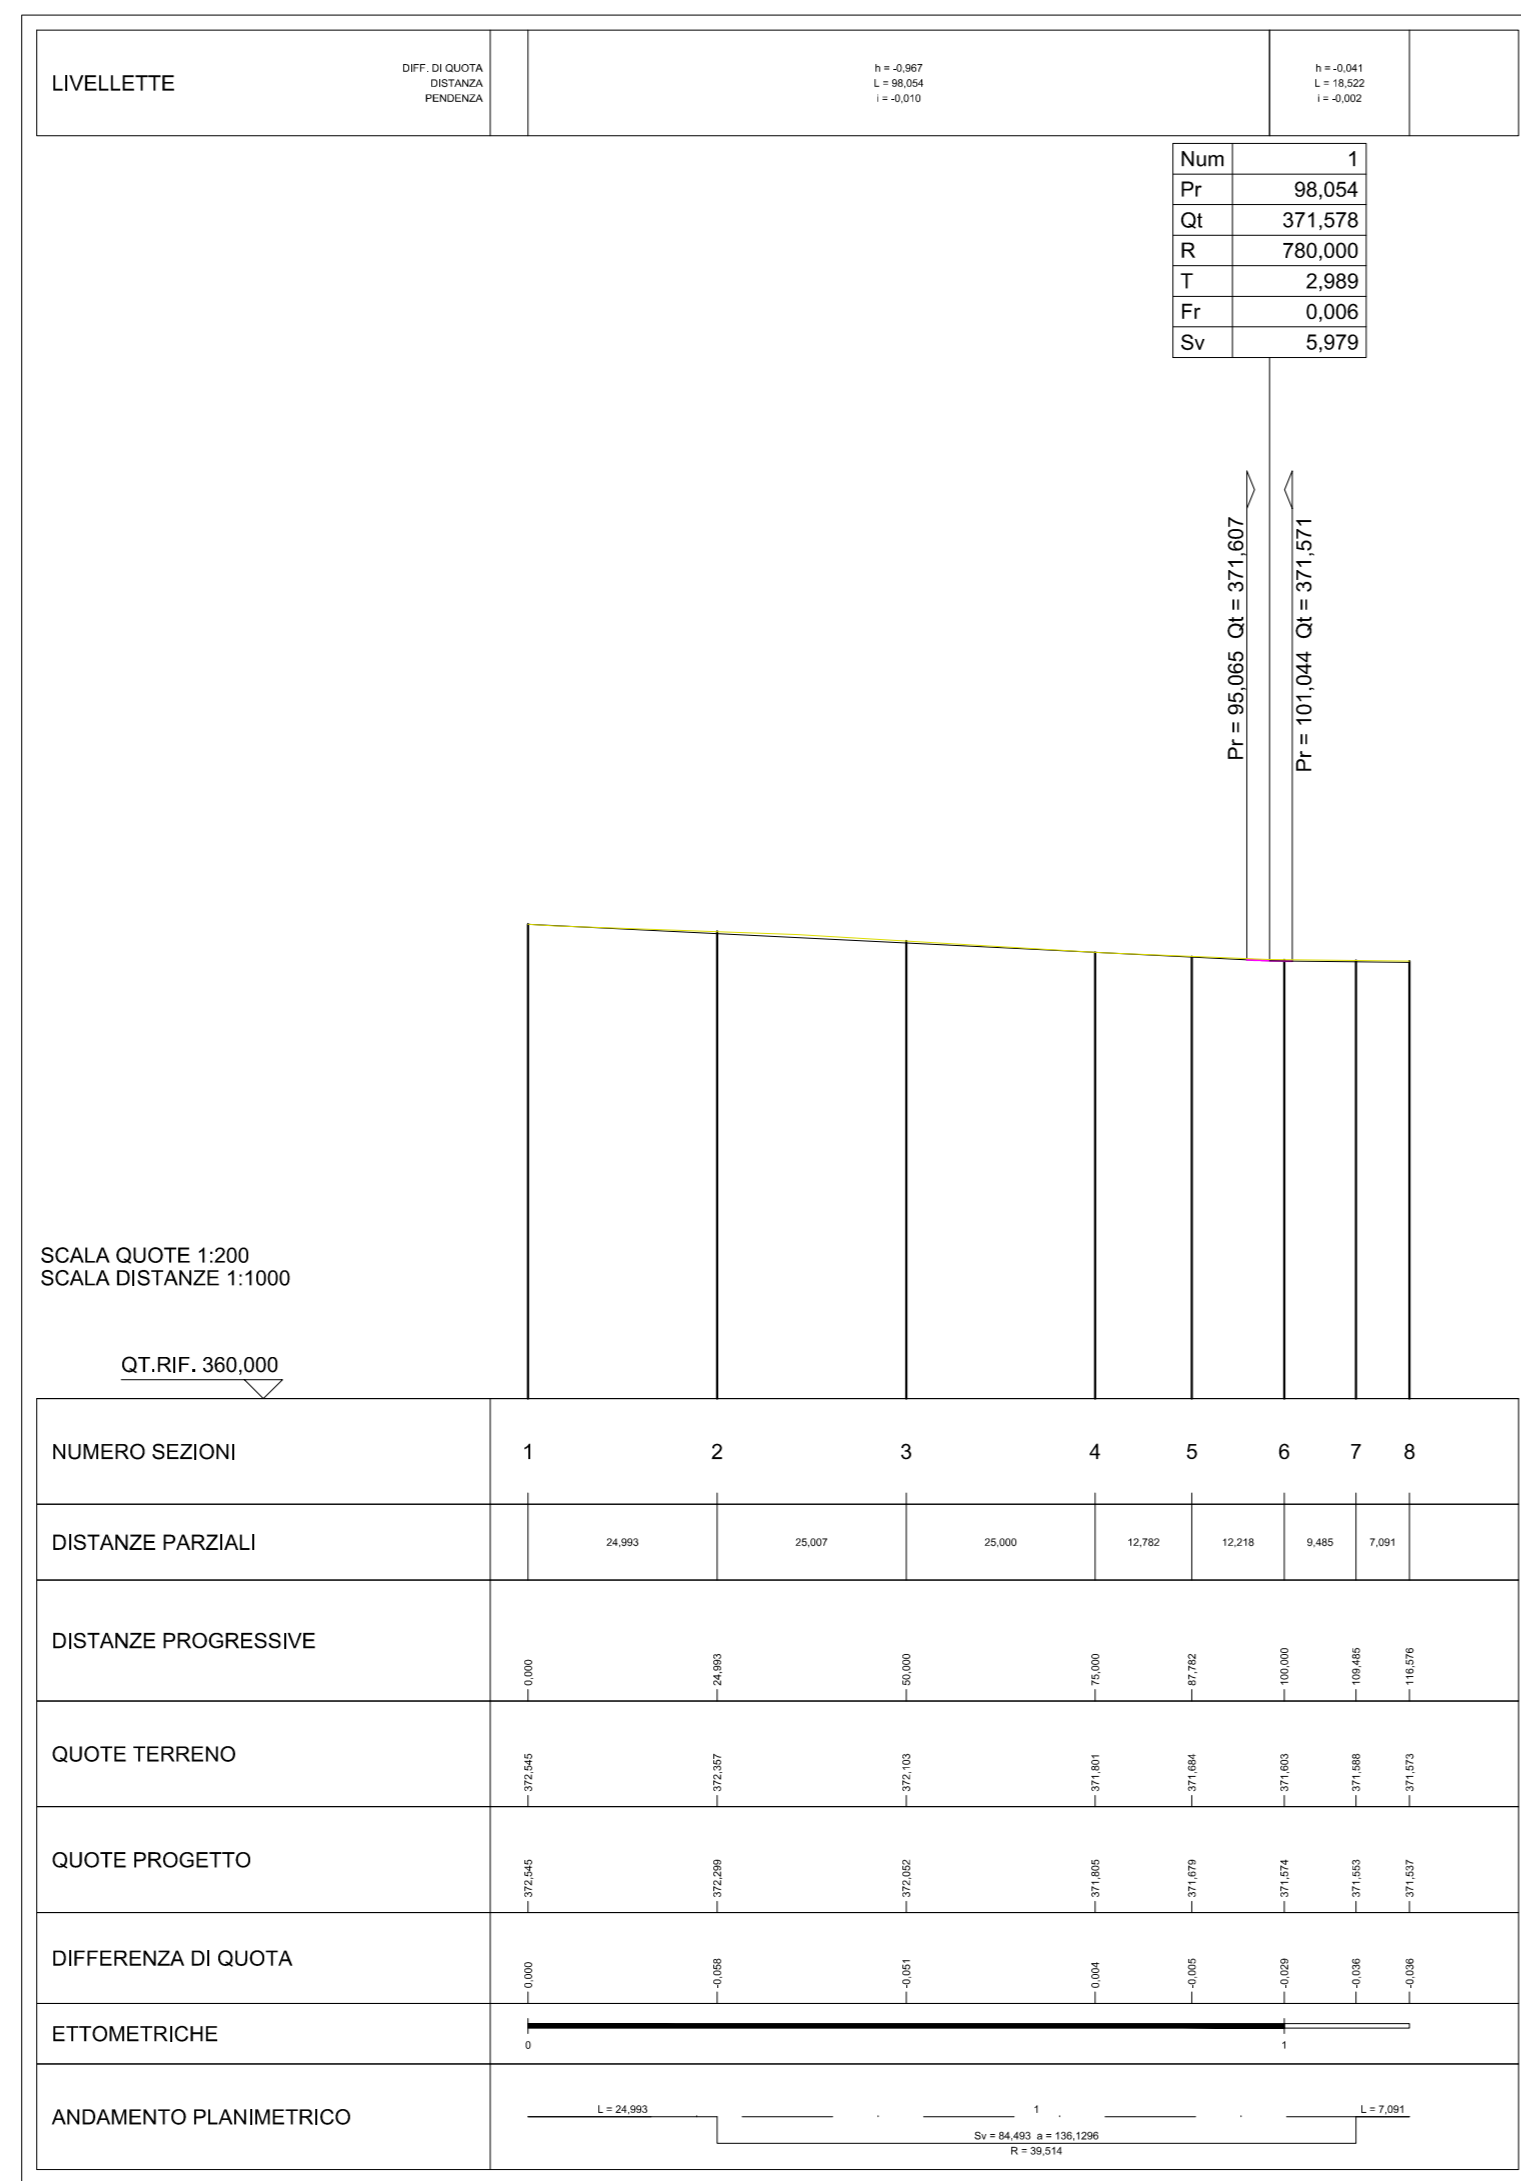 LIVELLETTE
DIFF. DI QUOTA
DISTANZA
PENDENZA
h = -0,967
L = 98,054
i = -0,010
h = -0,041
L = 18,522
i = -0,002
Num 1
Pr 98,054
Qt 371,578
R 780,000
T 2,989
Fr 0,006
Sv 5,979
Pr = 95,065 Qt = 371,607
Pr = 101,044 Qt = 371,571
SCALA QUOTE 1:200
SCALA DISTANZE 1:1000
QT.RIF. 360,000
NUMERO SEZIONI 1 2 3 4 5 6 7 8
DISTANZE PARZIALI 24,993 25,007 25,000 12,782 12,218 9,485 7,091
DISTANZE PROGRESSIVE 0,000 24,993 50,000 75,000 87,782 100,000 109,485 116,576
QUOTE TERRENO 372,545 372,357 372,103 371,801 371,684 371,603 371,588 371,573
QUOTE PROGETTO 372,545 372,299 372,052 371,805 371,679 371,574 371,553 371,537
DIFFERENZA DI QUOTA 0,000 -0,058 -0,051 0,004 -0,005 -0,029 -0,036 -0,036
ETTOMETRICHE 0 1
ANDAMENTO PLANIMETRICO L = 24,993 1 L = 7,091
Sv = 84,493 a = 136,1296
R = 39,514